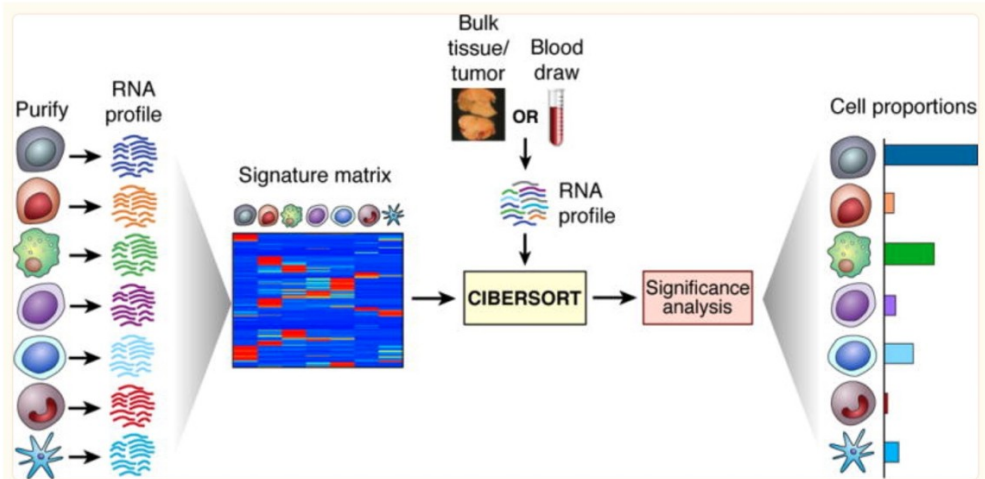 Purify
RNA
profile
Signature matrix
Bulk
tissue/
tumor
OR
Blood
draw
RNA
profile
CIBERSORT
Significance
analysis
Cell proportions